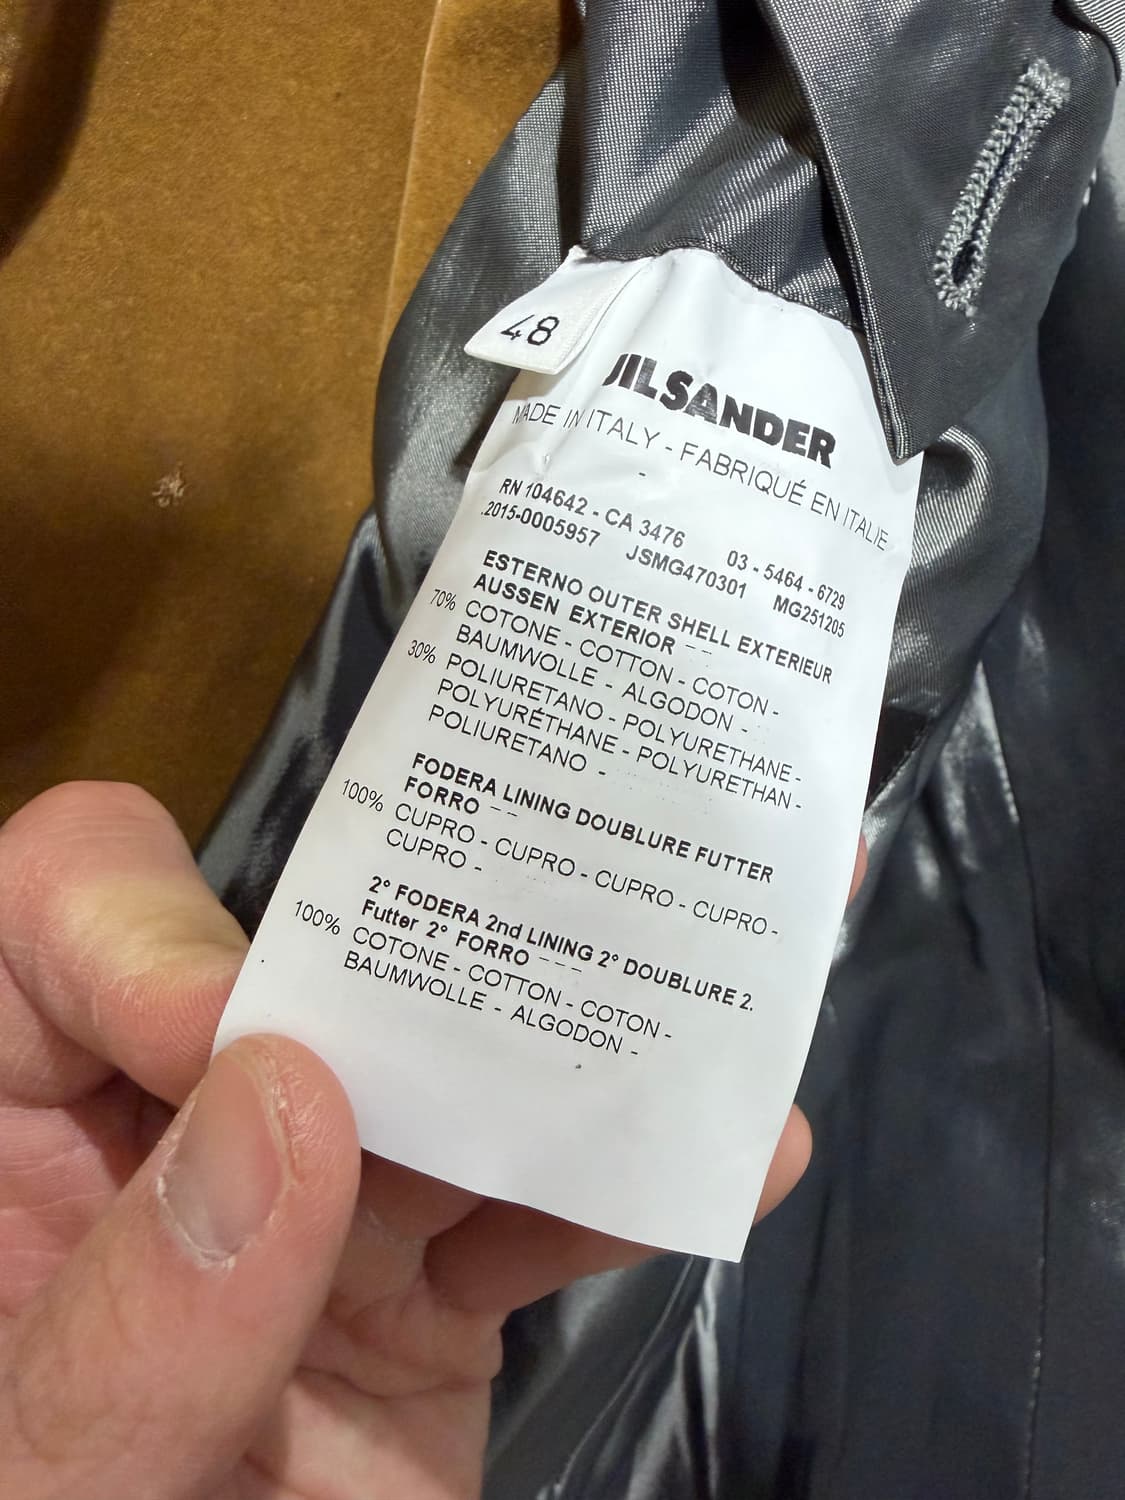 48
JIL SANDER
MADE IN ITALY - FABRIQUÉ EN ITALIE
-
RN 104642 - CA 3476 03 - 5464 - 6729
.2015-0005957 JSMG470301 MG251205
ESTERNO OUTER SHELL EXTERIEUR
AUSSEN EXTERIOR - -
70% COTONE - COTTON - COTON -
BAUMWOLLE - ALGODON -
30% POLIURETANO - POLYURETHANE -
POLYURÉTHANE - POLYURETHAN -
POLIURETANO -
FODERA LINING DOUBLURE FUTTER
FORRO - -
100% CUPRO - CUPRO - CUPRO - CUPRO -
CUPRO -
2° FODERA 2nd LINING 2° DOUBLURE 2.
Futter 2° FORRO - - -
100% COTONE - COTTON - COTON -
BAUMWOLLE - ALGODON -